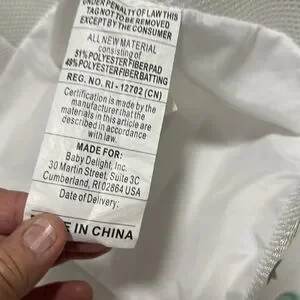 UNDER PENALTY OF LAW THIS
TAG NOT TO BE REMOVED
EXCEPT BY THE CONSUMER
ALL NEW MATERIAL
consisting of
51% POLYESTER FIBER PAD
49% POLYESTER FIBER BATTING
REG. NO. RI - 12702 (CN)
Certification is made by the
manufacturer that the
materials in this article are
described in accordance
with law.
MADE FOR:
Baby Delight, Inc.
30 Martin Street, Suite 3C
Cumberland, RI 02864 USA
Date of Delivery:
IN CHINA